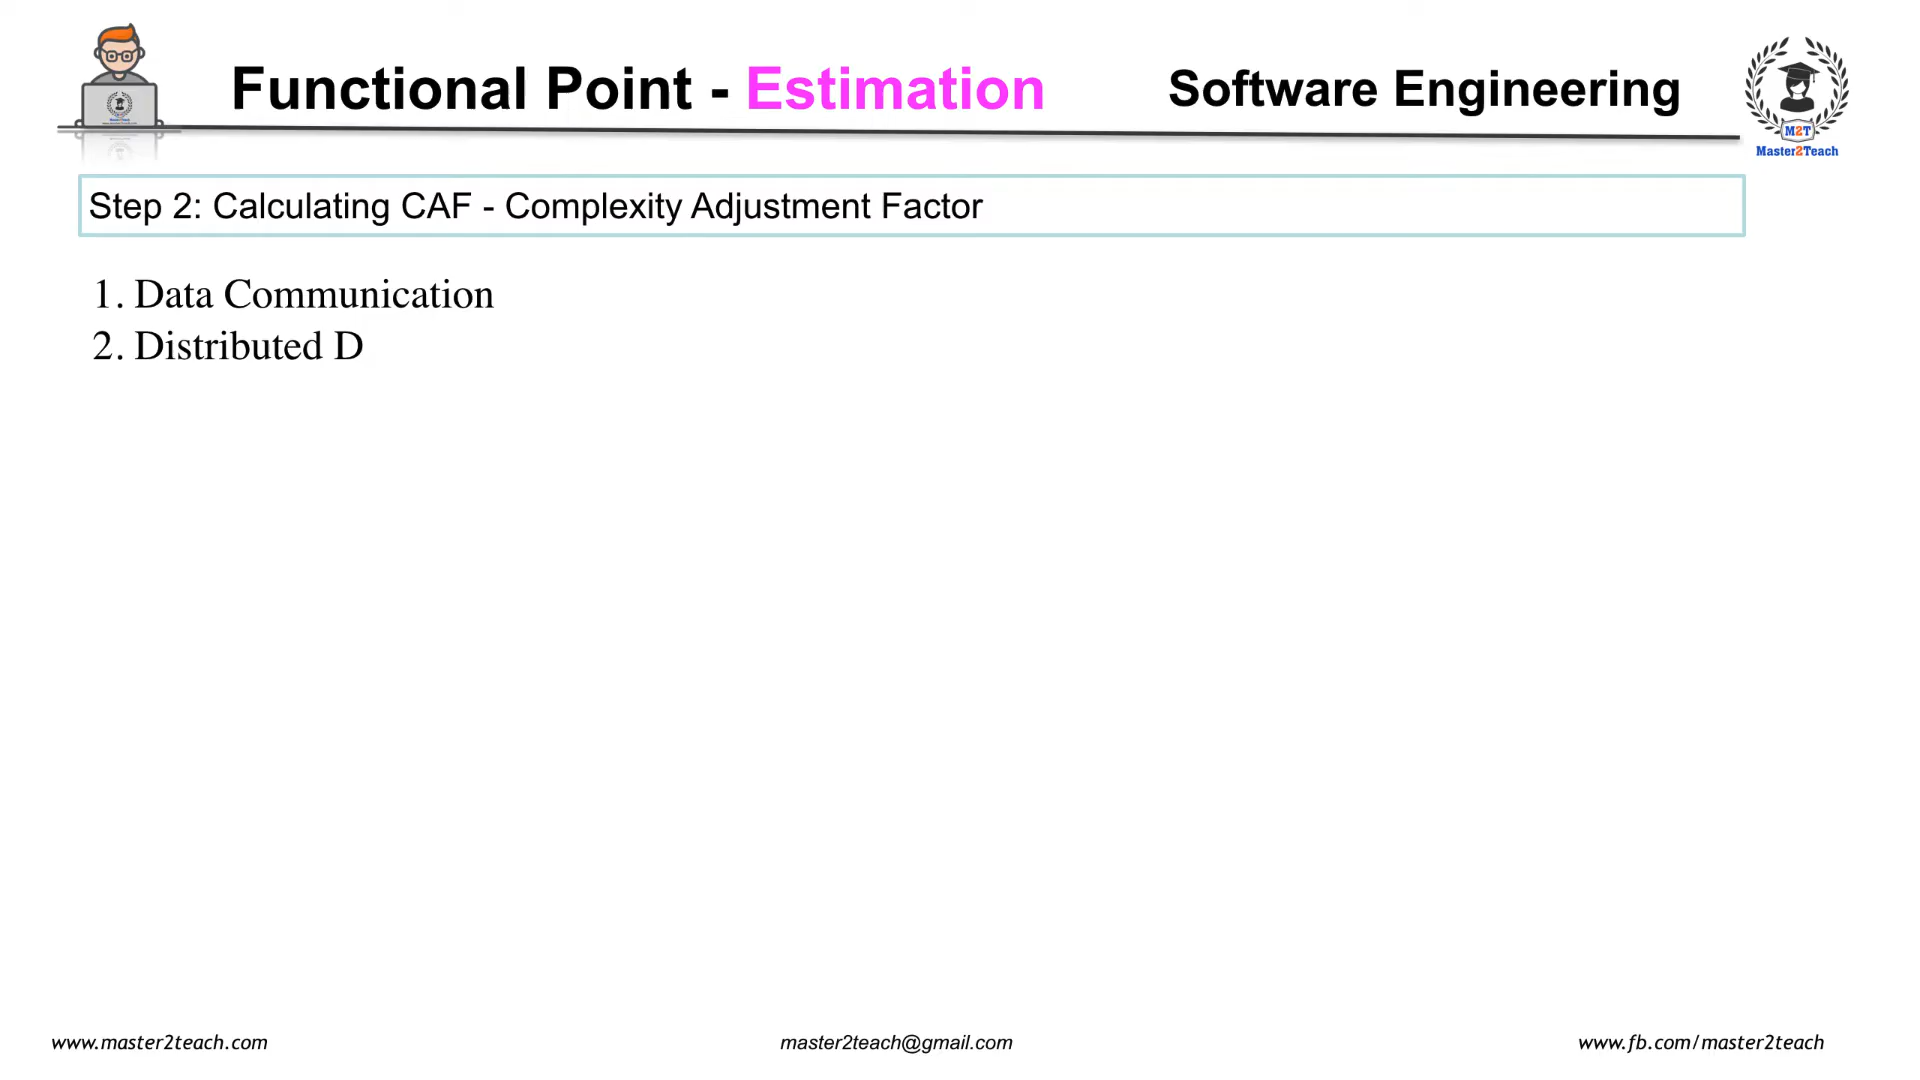 Functional Point - Estimation
Software Engineering
M2T
Master2Teach
Step 2: Calculating CAF - Complexity Adjustment Factor
1. Data Communication
2. Distributed D
www.master2teach.com
master2teach@gmail.com
www.fb.com/master2teach